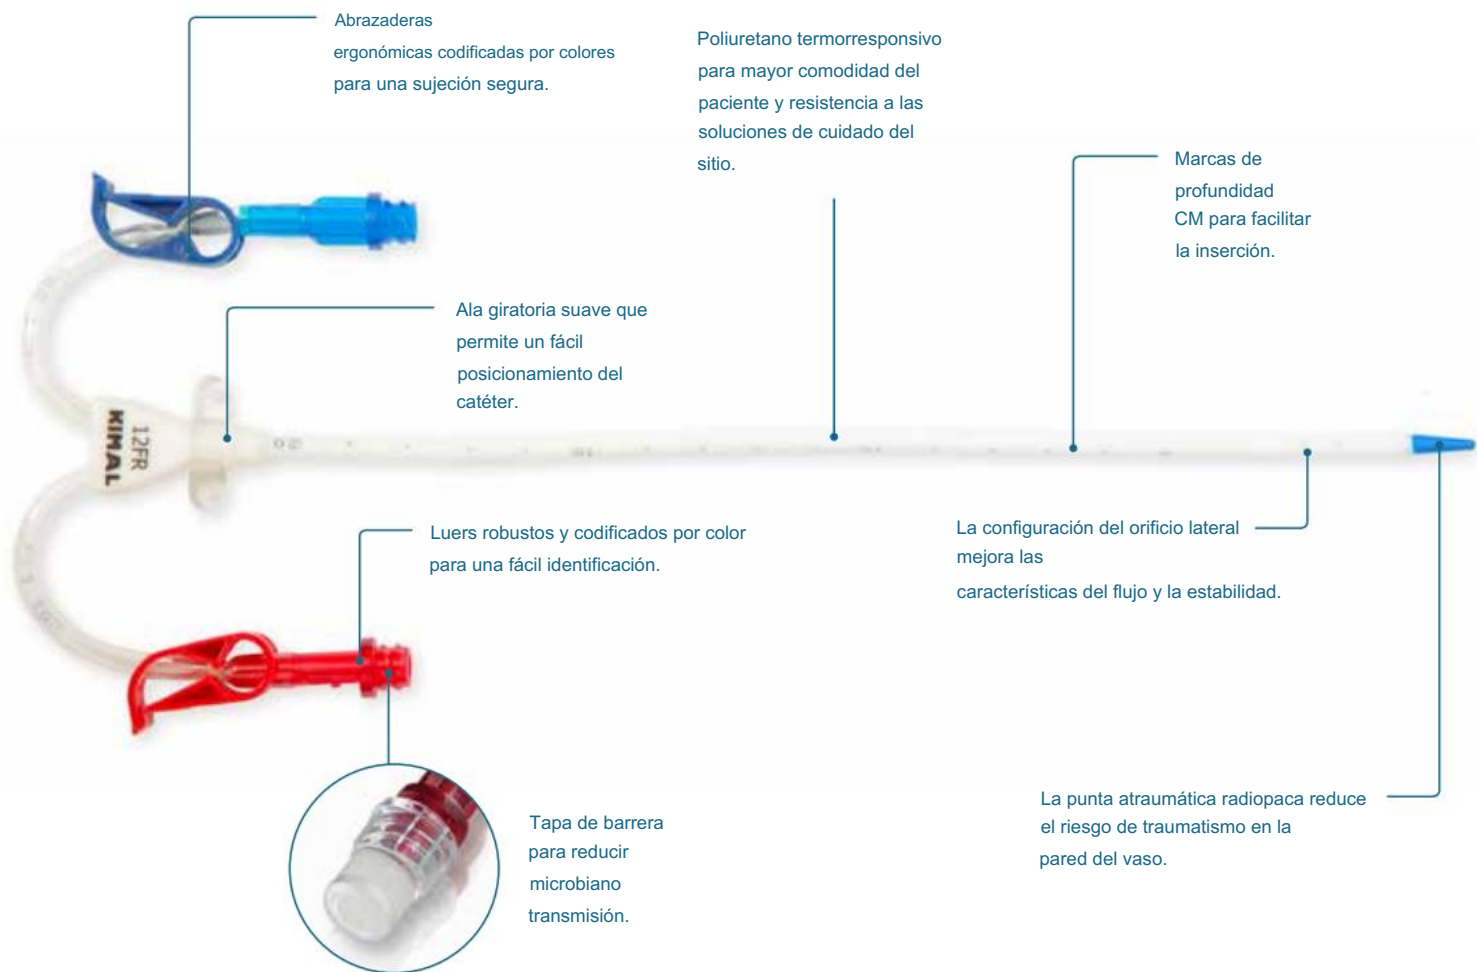 Abrazaderas
ergonómicas codificadas por colores
para una sujeción segura.
Poliuretano termorresponsivo
para mayor comodidad del
paciente y resistencia a las
soluciones de cuidado del
sitio.
Marcas de
profundidad
CM para facilitar
la inserción.
Ala giratoria suave que
permite un fácil
posicionamiento del
catéter.
12FR
KIMAL
Luers robustos y codificados por color
para una fácil identificación.
La configuración del orificio lateral
mejora las
características del flujo y la estabilidad.
Tapa de barrera
para reducir
microbiano
transmisión.
La punta atraumática radiopaca reduce
el riesgo de traumatismo en la
pared del vaso.